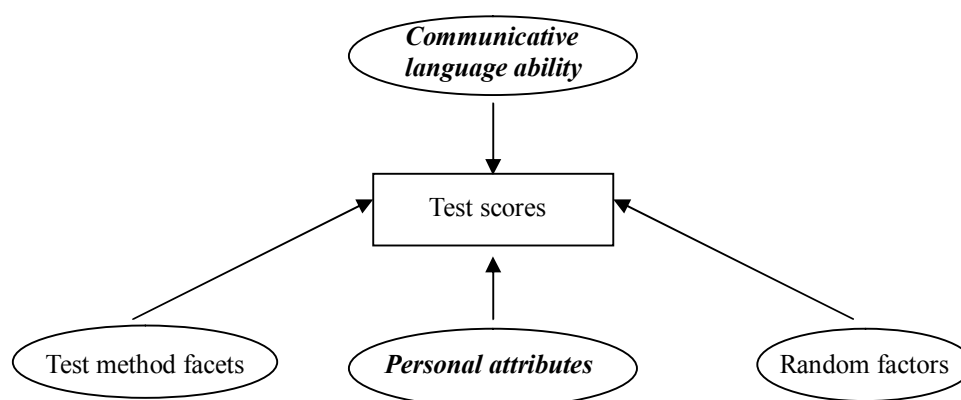 Communicative
language ability
Test scores
Test method facets
Personal attributes
Random factors